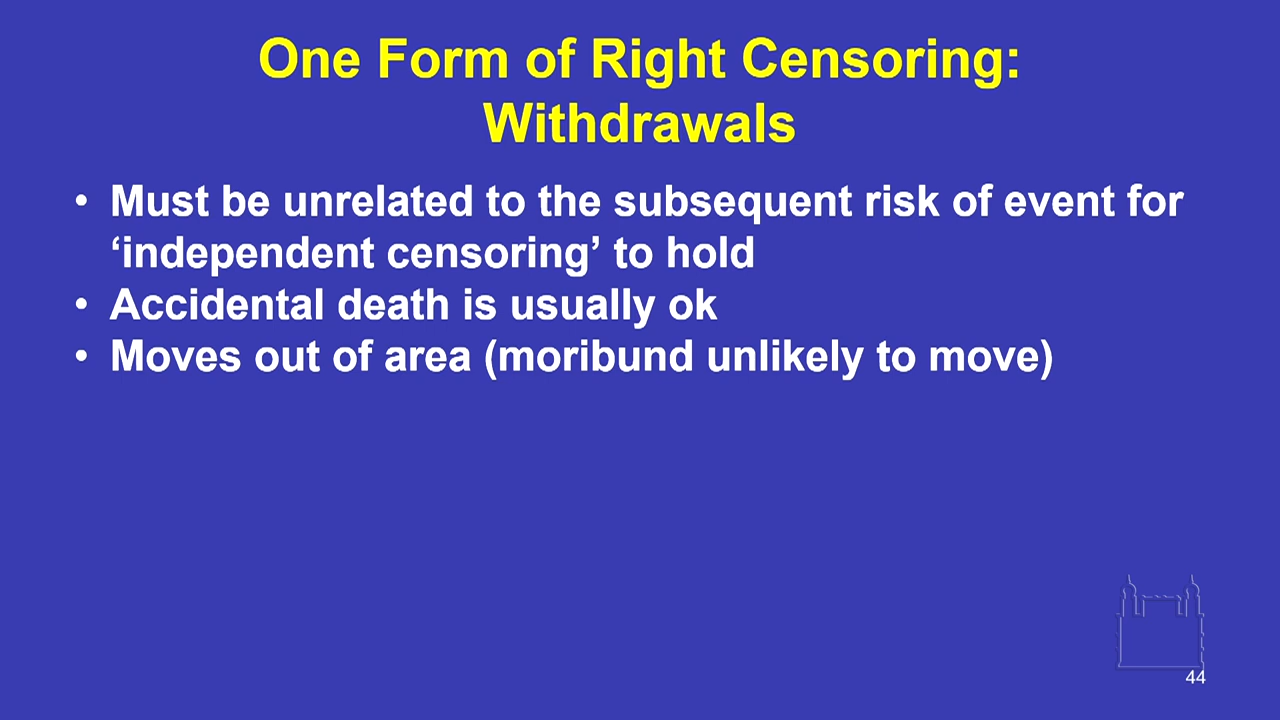 One Form of Right Censoring:
Withdrawals
• Must be unrelated to the subsequent risk of event for
‘independent censoring’ to hold
• Accidental death is usually ok
• Moves out of area (moribund unlikely to move)
44